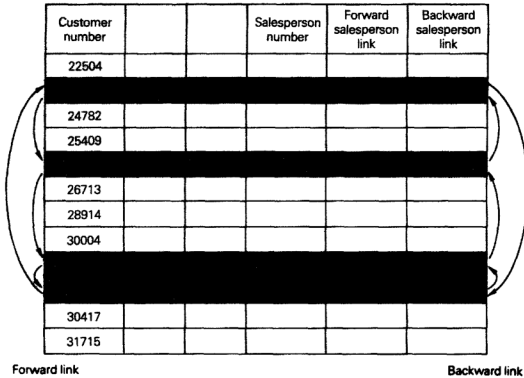 Customer number
Salesperson number
Forward salesperson link
Backward salesperson link
22504
24782
25409
26713
28914
30004
30417
31715
Forward link
Backward link